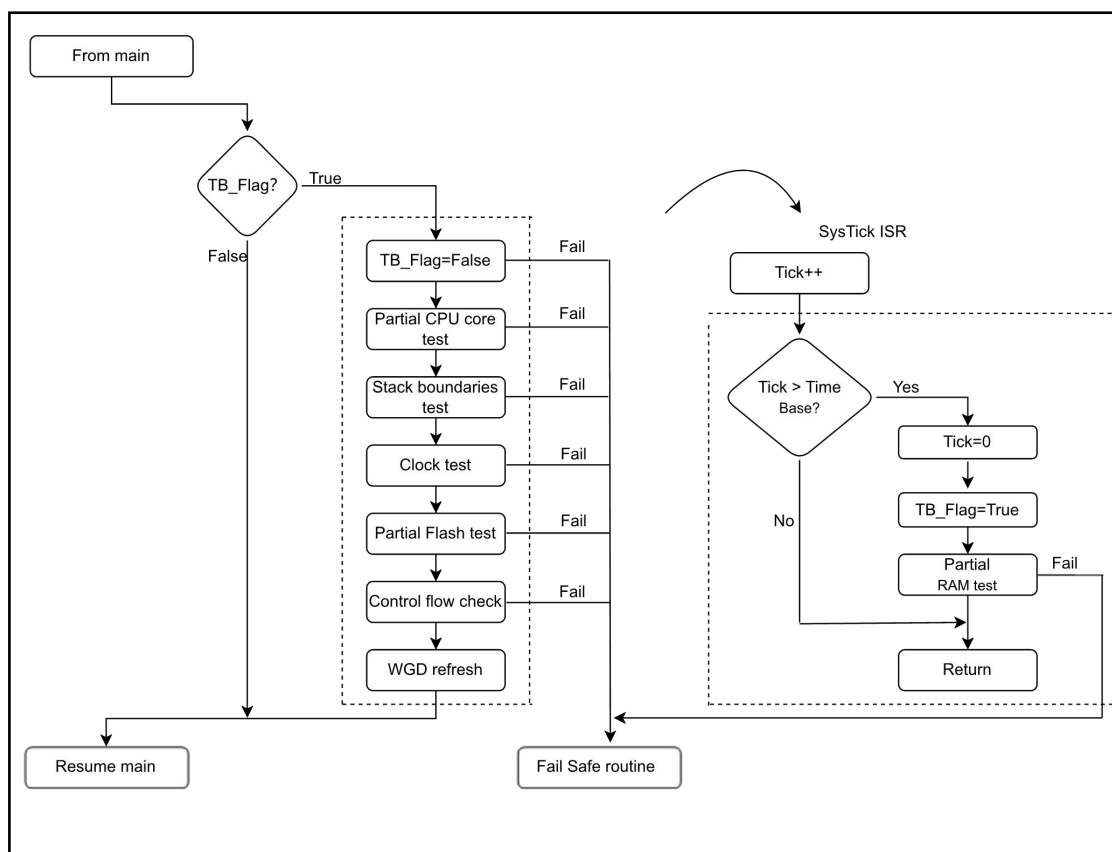 From main
TB_Flag?
True
False
TB_Flag=False
Fail
Partial CPU core
test
Fail
Stack boundaries
test
Fail
Clock test
Fail
Partial Flash test
Fail
Control flow check
Fail
WGD refresh
Resume main
Fail Safe routine
SysTick ISR
Tick++
Tick > Time
Base?
Yes
No
Tick=0
TB_Flag=True
Partial
RAM test
Fail
Return